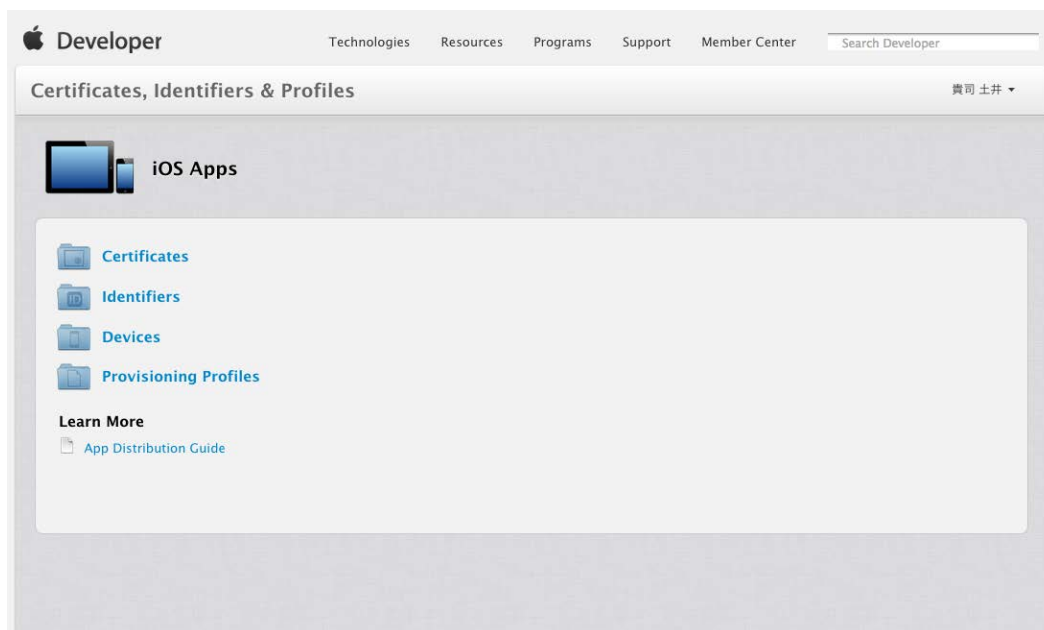 Developer
Technologies Resources Programs Support Member Center Search Developer
Certificates, Identifiers & Profiles 貴司 土井
iOS Apps
Certificates
Identifiers
Devices
Provisioning Profiles
Learn More
App Distribution Guide